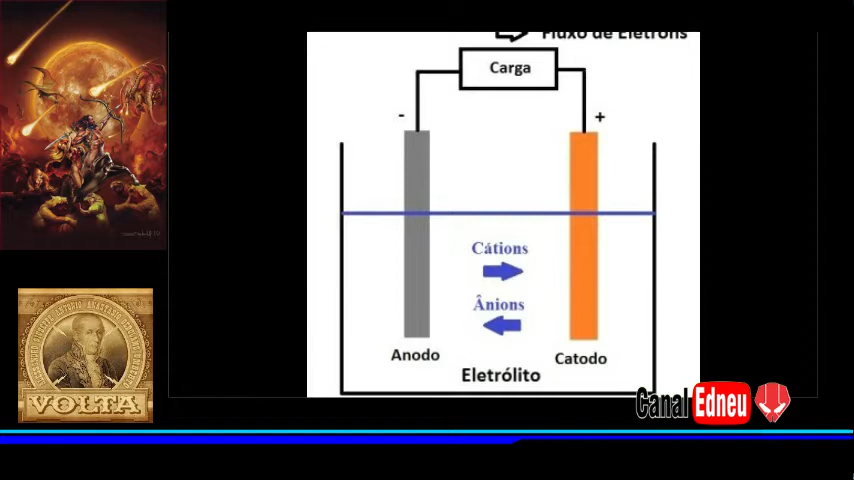 Fluxo de Elétrons
Carga
-
+
Cátions
Ânions
Anodo
Catodo
Eletrólito
VOLTA
Canal Edneu